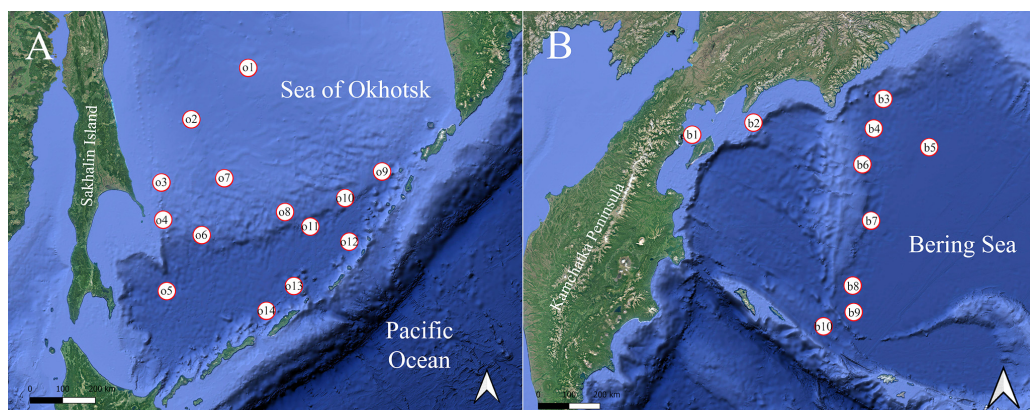 A
o1
Sea of Okhotsk
o2
Sakhalin Island
o3
o7
o9
o4
o6
o8
o10
o11
o12
o5
o13
o14
Pacific
Ocean
0 100 200 km
B
b3
b1
b2
b4
b5
b6
Kamchatka Peninsula
b7
Bering Sea
b8
b9
b10
0 100 200 km